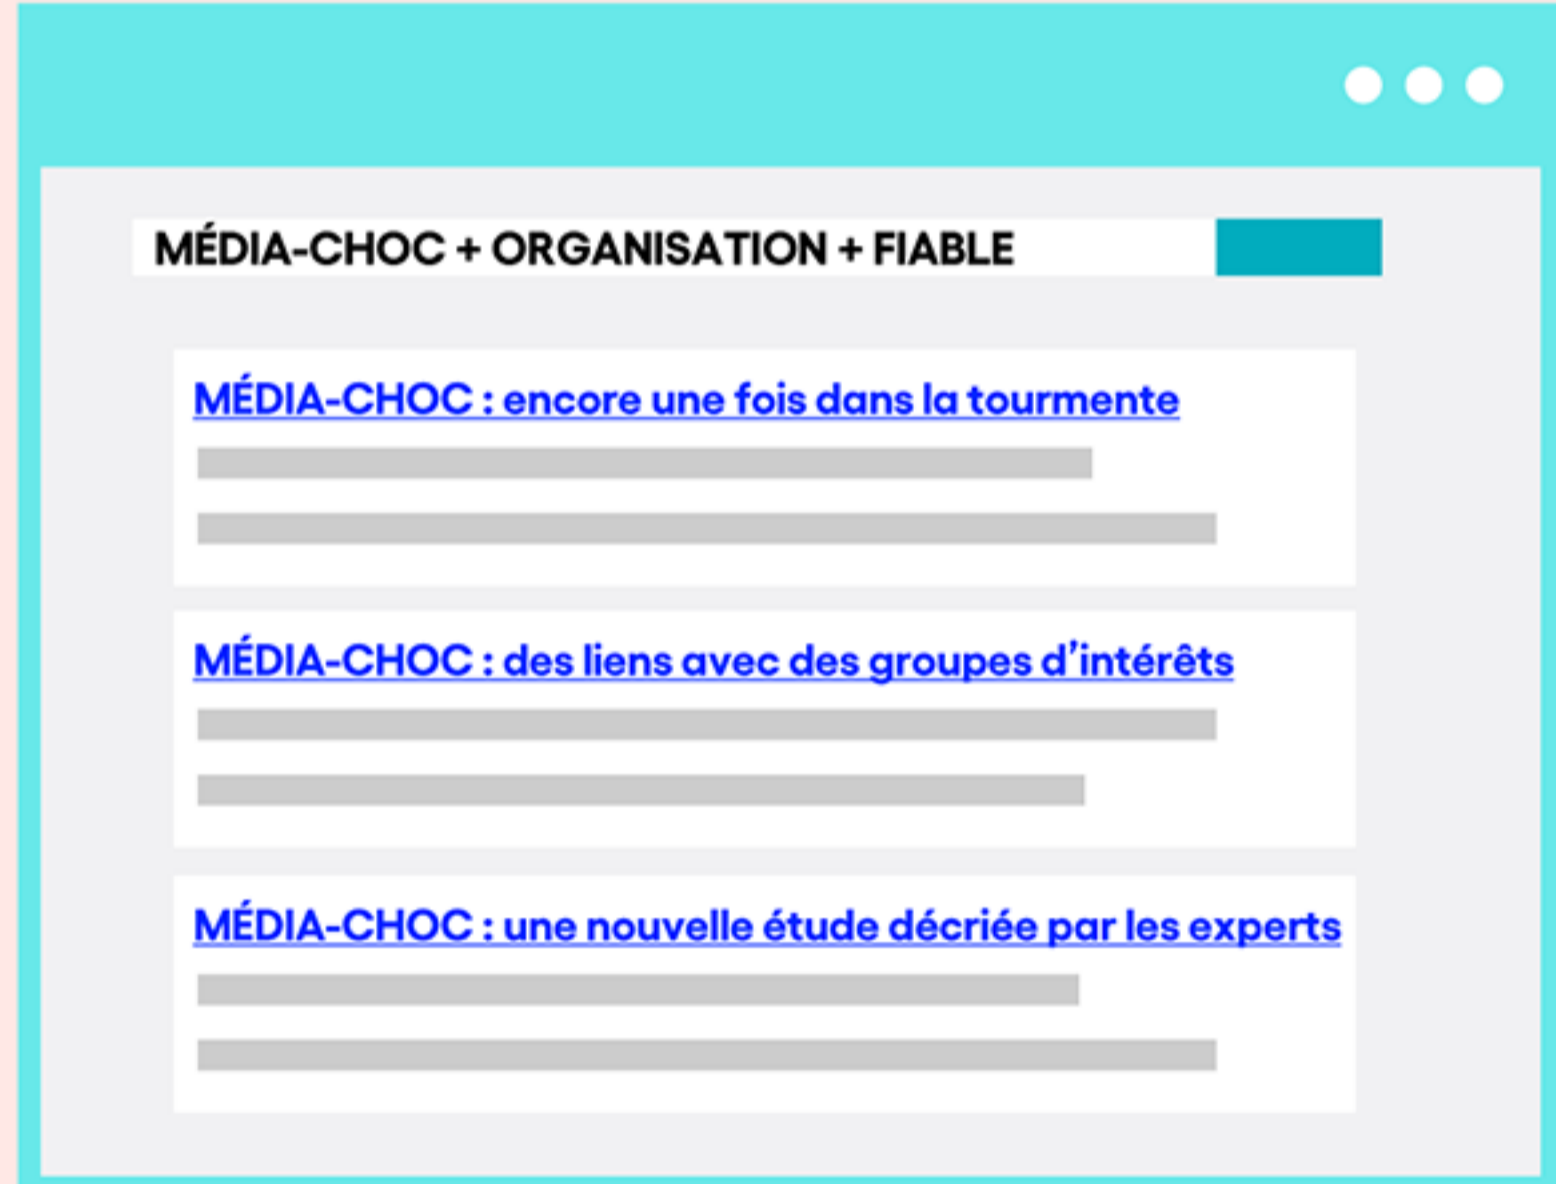 MÉDIA-CHOC + ORGANISATION + FIABLE
MÉDIA-CHOC : encore une fois dans la tourmente
MÉDIA-CHOC : des liens avec des groupes d’intérêts
MÉDIA-CHOC : une nouvelle étude décriée par les experts